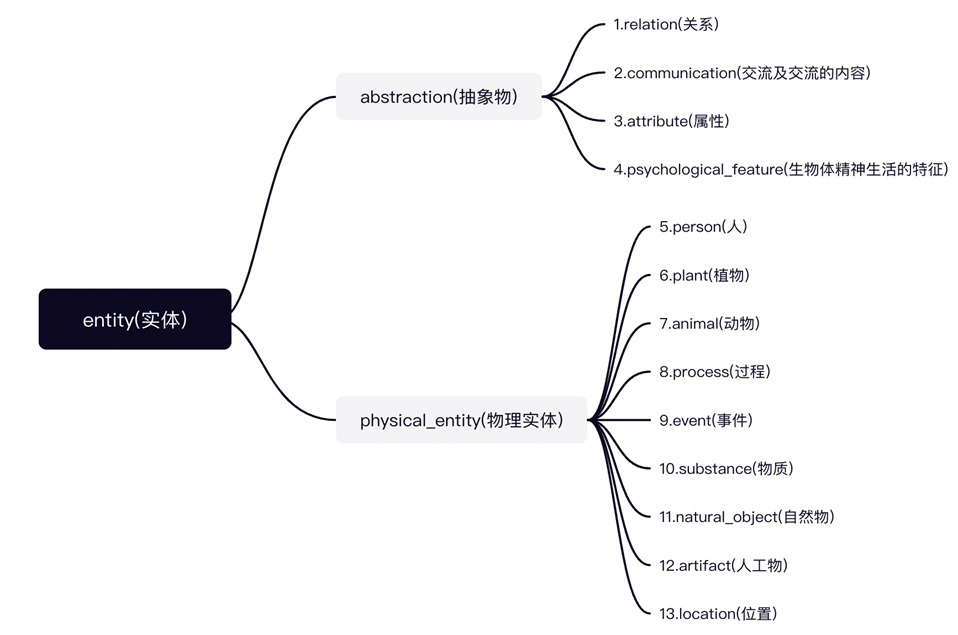 entity(实体)
abstraction(抽象物)
1.relation(关系)
2.communication(交流及交流的内容)
3.attribute(属性)
4.psychological_feature(生物体精神生活的特征)
physical_entity(物理实体)
5.person(人)
6.plant(植物)
7.animal(动物)
8.process(过程)
9.event(事件)
10.substance(物质)
11.natural_object(自然物)
12.artifact(人工物)
13.location(位置)